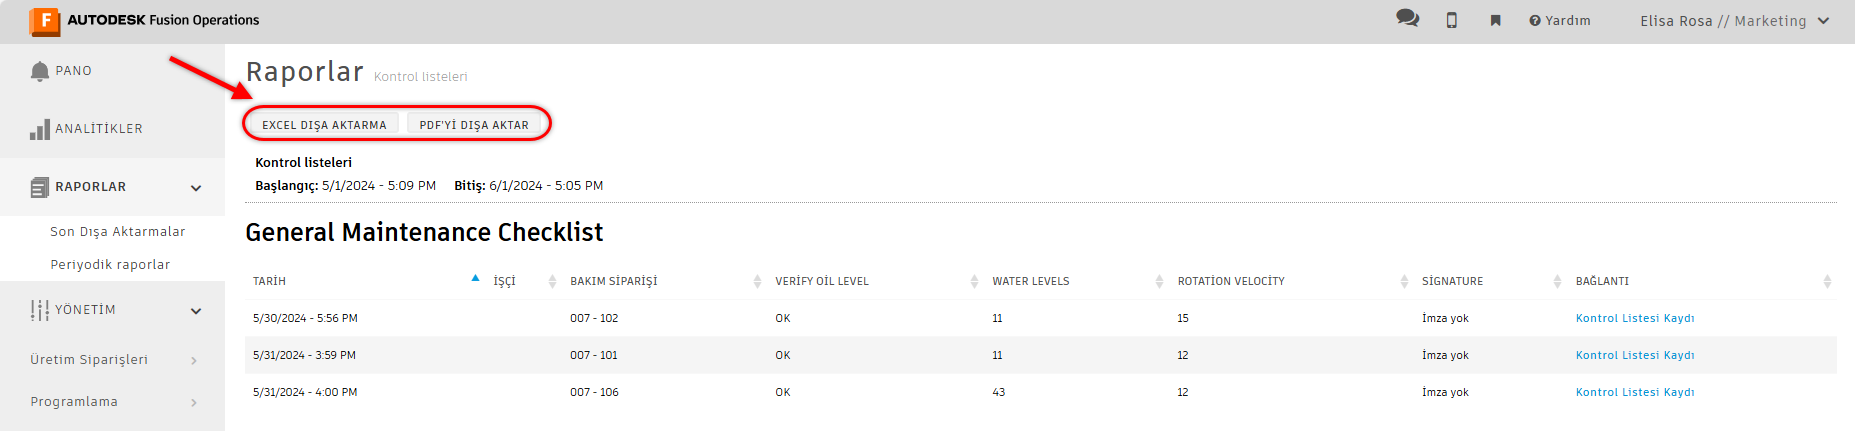 F AUTODESK Fusion Operations
Yardım
Elisa Rosa // Marketing
PANO
ANALİTİKLER
RAPORLAR
Son Dışa Aktarmalar
Periyodik raporlar
YÖNETİM
Üretim Siparişleri
Programlama
Raporlar Kontrol listeleri
EXCEL DIŞA AKTARMA PDF'Yİ DIŞA AKTAR
Kontrol listeleri
Başlangıç: 5/1/2024 - 5:09 PM Bitiş: 6/1/2024 - 5:05 PM
General Maintenance Checklist
TARİH İŞÇİ BAKIM SİPARİŞİ VERİFY OİL LEVEL WATER LEVELS ROTATİON VELOCİTY SİGNATURE BAĞLANTI
5/30/2024 - 5:56 PM 007 - 102 OK 11 15 İmza yok Kontrol Listesi Kaydı
5/31/2024 - 3:59 PM 007 - 101 OK 11 12 İmza yok Kontrol Listesi Kaydı
5/31/2024 - 4:00 PM 007 - 106 OK 43 12 İmza yok Kontrol Listesi Kaydı